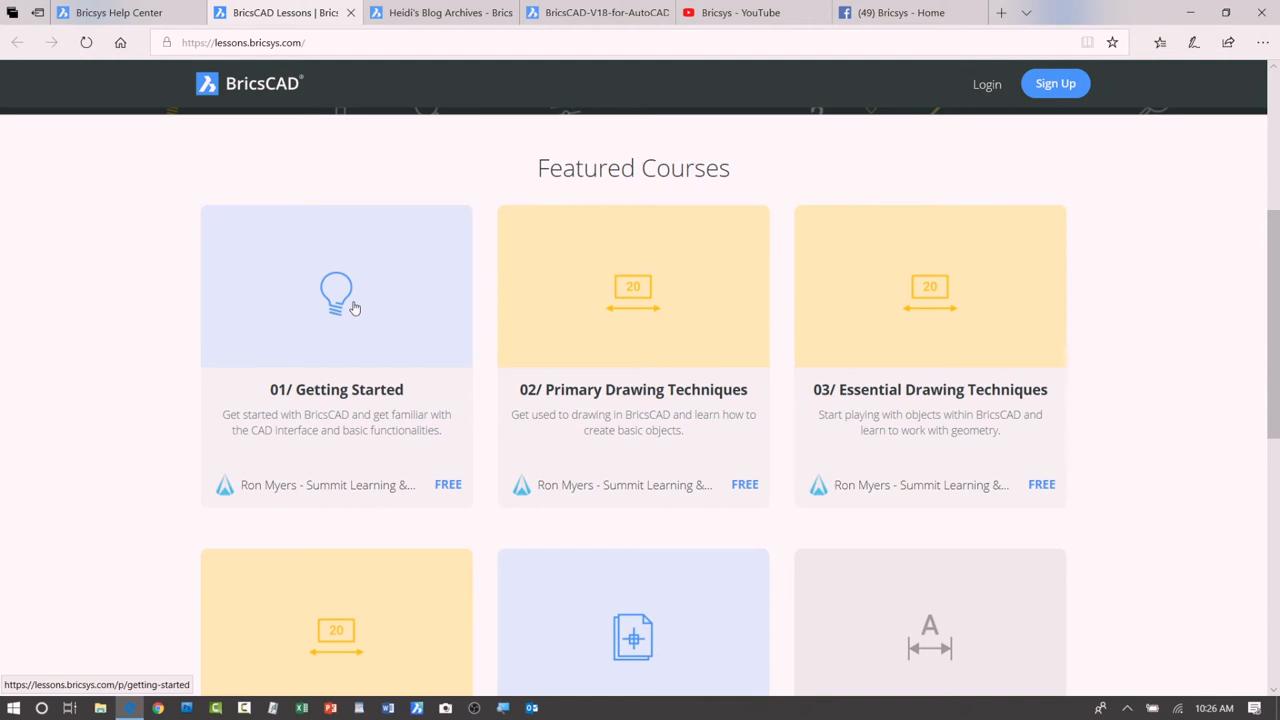 Bricsys Help Center
BricsCAD Lessons | Brics
Heidi's Blog Archives - Brics
BricsCAD-V18-for-AutoCAD
Bricsys - YouTube
(49) Bricsys - Home
https://lessons.bricsys.com/
BricsCAD®
Login
Sign Up
Featured Courses
20
20
01/ Getting Started
02/ Primary Drawing Techniques
03/ Essential Drawing Techniques
Get started with BricsCAD and get familiar with
the CAD interface and basic functionalities.
Get used to drawing in BricsCAD and learn how to
create basic objects.
Start playing with objects within BricsCAD and
learn to work with geometry.
Ron Myers - Summit Learning &...
FREE
Ron Myers - Summit Learning &...
FREE
Ron Myers - Summit Learning &...
FREE
20
A
https://lessons.bricsys.com/p/getting-started
10:26 AM